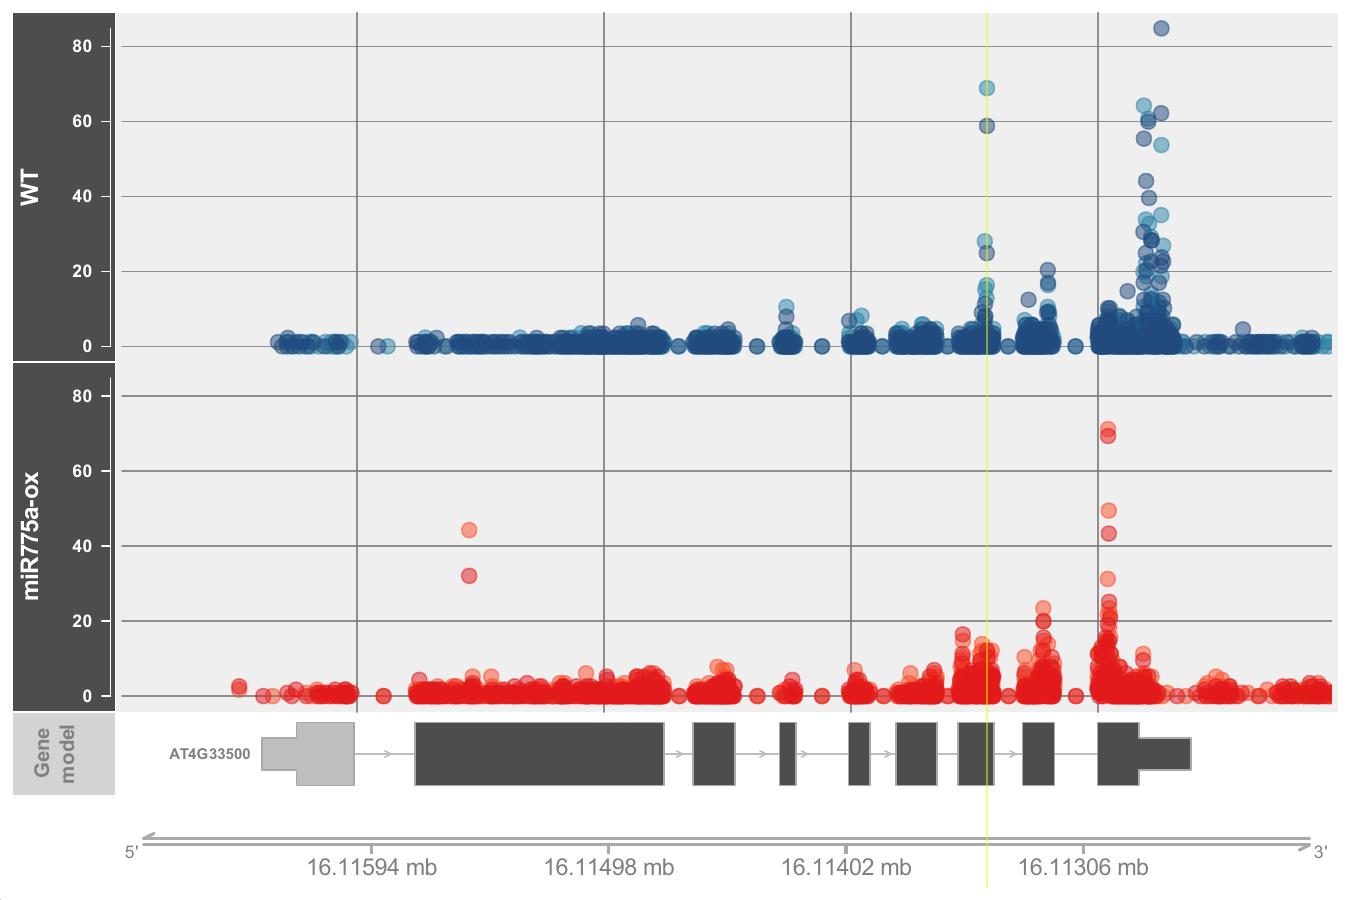 WT
80
60
40
20
0
miR775a-ox
80
60
40
20
0
Gene
model
AT4G33500
5'
3'
16.11594 mb
16.11498 mb
16.11402 mb
16.11306 mb